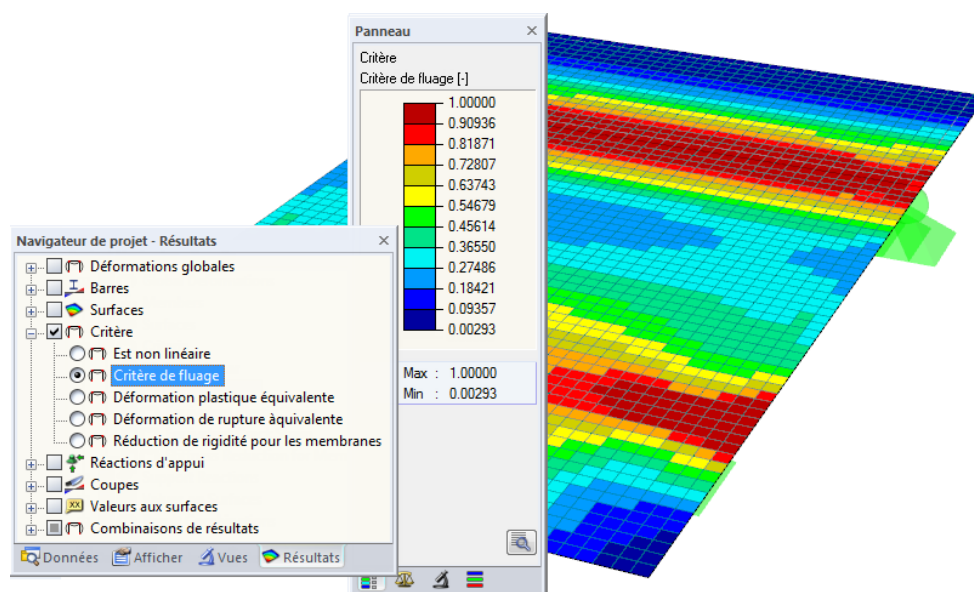 Panneau
Critère
Critère de fluage [-]
1.00000
0.90936
0.81871
0.72807
0.63743
0.54679
0.45614
0.36550
0.27486
0.18421
0.09357
0.00293
Max : 1.00000
Min : 0.00293
Navigateur de projet - Résultats
Déformations globales
Barres
Surfaces
Critère
Est non linéaire
Critère de fluage
Déformation plastique équivalente
Déformation de rupture àquivalente
Réduction de rigidité pour les membranes
Réactions d'appui
Coupes
xx Valeurs aux surfaces
Combinaisons de résultats
Données Afficher Vues Résultats